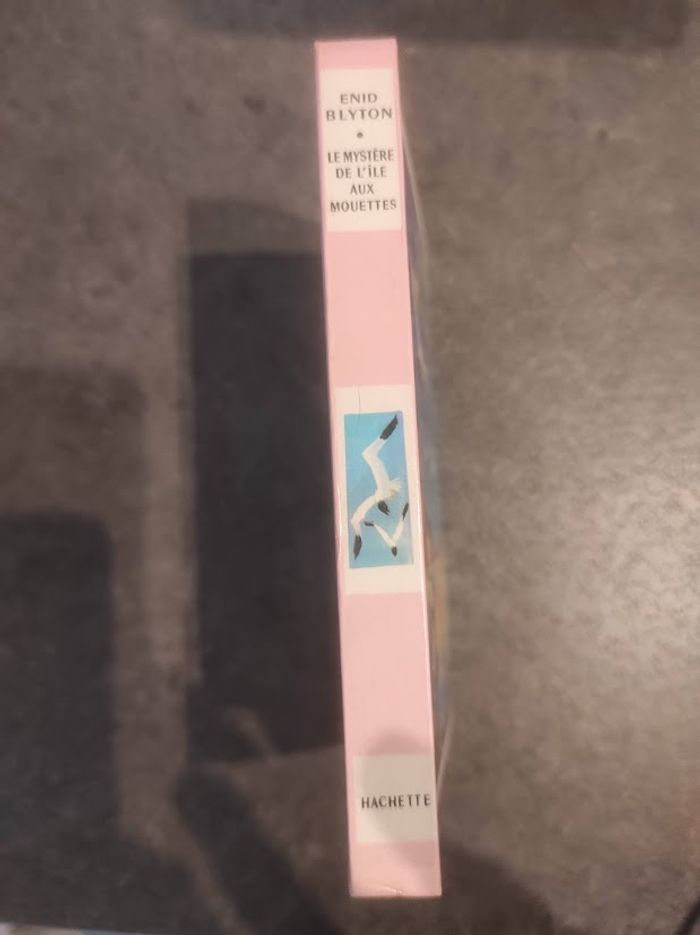 ENID
BLYTON
•
LE MYSTÈRE
DE L'ÎLE
AUX
MOUETTES
HACHETTE